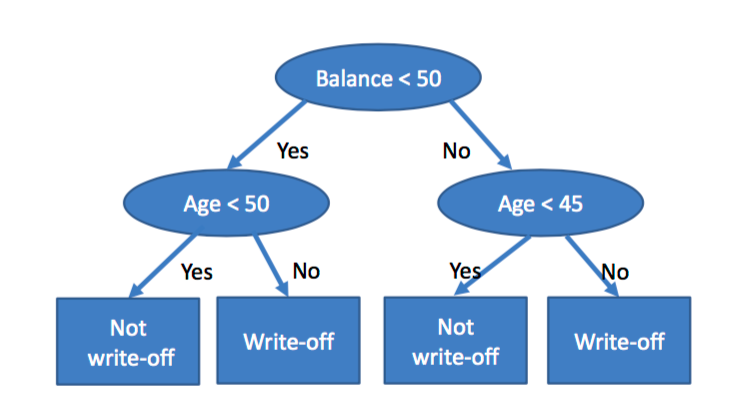 Balance < 50
Yes
No
Age < 50
Age < 45
Yes
No
Yes
No
Not
write-off
Write-off
Not
write-off
Write-off